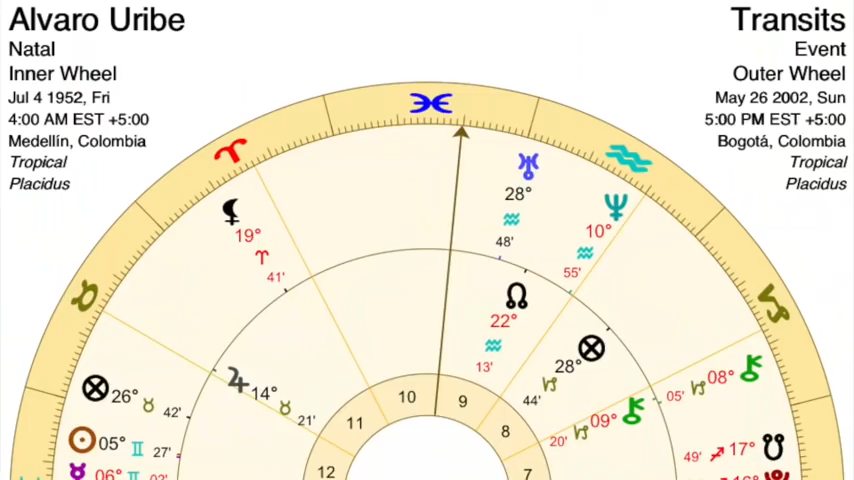 Alvaro Uribe
Natal
Inner Wheel
Jul 4 1952, Fri
4:00 AM EST +5:00
Medellín, Colombia
Tropical
Placidus
Transits
Event
Outer Wheel
May 26 2002, Sun
5:00 PM EST +5:00
Bogotá, Colombia
Tropical
Placidus
♓
♈
♒
♉
♑
⚸ 19° ♈ 41'
♅ 28° ♒ 48'
♆ 10° ♒ 55'
☊ 22° ♒ 13'
⊗ 28° ♑ 44'
⚷ 09° ♑ 20'
05' ♑ 08° ⚷
♃ 14° ♉ 21'
⊗ 26° ♉ 42'
☉ 05° ♊ 27'
☿ 06° ♊ 02'
49' ♐ 17° ☋
16°
12
11
10
9
8
7